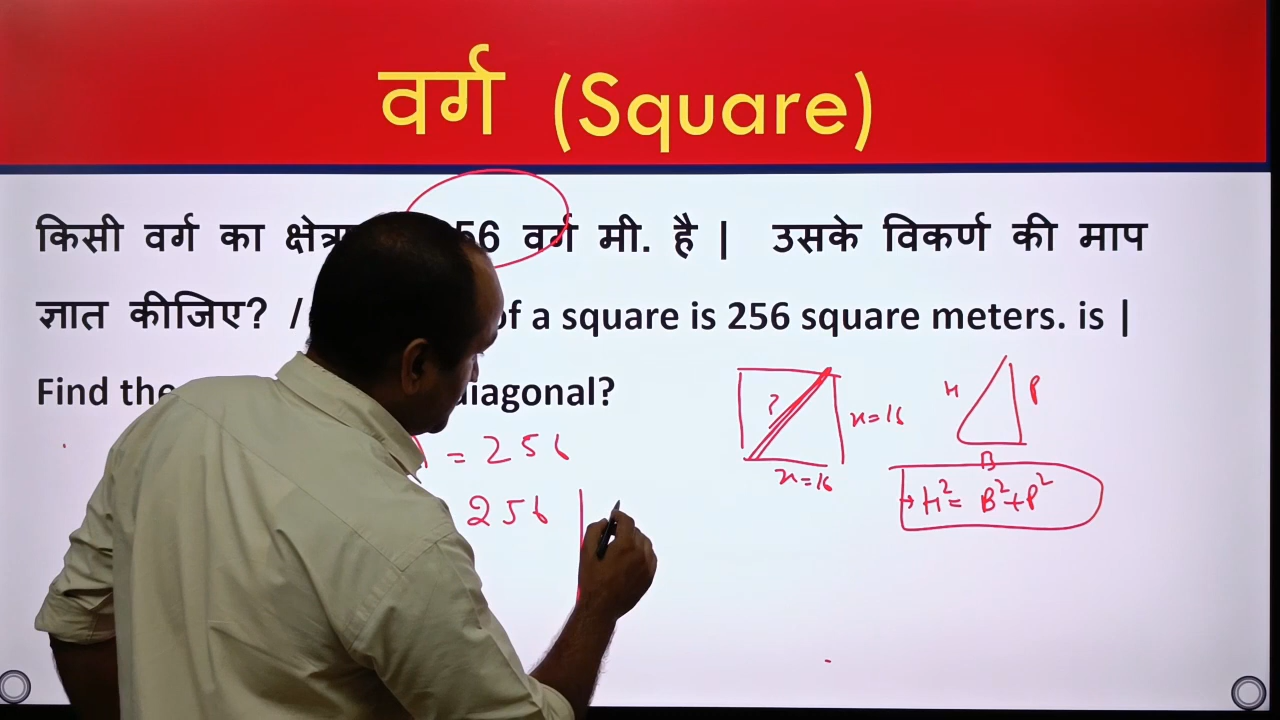 वर्ग (Square)
किसी वर्ग का 56 वर्ग मी. है | उसके विकर्ण की माप
ज्ञात कीजिए? / of a square is 256 square meters. is |
Find the diagonal?
= 256
256
?
x=16
x=16
H
P
B
→ H² = B²+P²